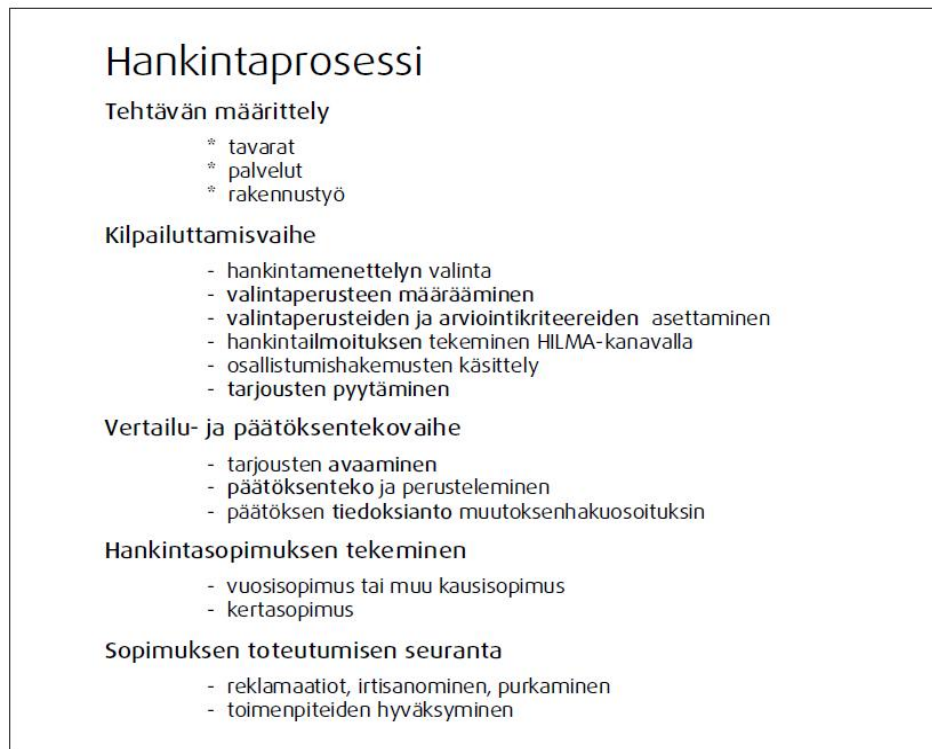 Hankintaprosessi
Tehtävän määrittely
* tavarat
* palvelut
* rakennustyö
Kilpailuttamisvaihe
- hankintamenettelyn valinta
- valintaperusteen määrääminen
- valintaperusteiden ja arviointikriteereiden asettaminen
- hankintailmoituksen tekeminen HILMA-kanavalla
- osallistumishakemusten käsittely
- tarjousten pyytäminen
Vertailu- ja päätöksentekovaihe
- tarjousten avaaminen
- päätöksenteko ja perusteleminen
- päätöksen tiedoksianto muutoksenhakuosoituksin
Hankintasopimuksen tekeminen
- vuosisopimus tai muu kausisopimus
- kertasopimus
Sopimuksen toteutumisen seuranta
- reklamaatiot, irtisanominen, purkaminen
- toimenpiteiden hyväksyminen